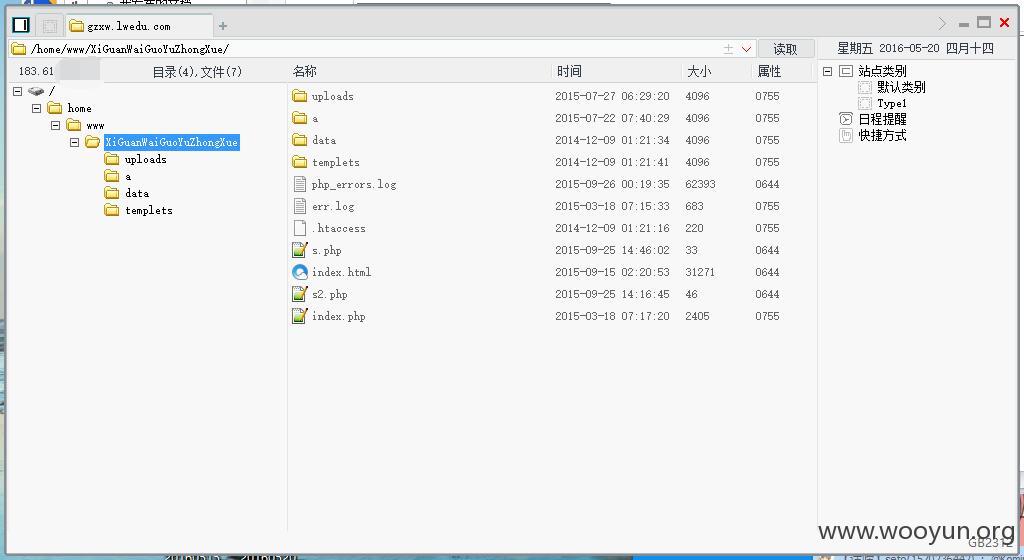 gzxw.lwedu.com
/home/www/XiGuanWaiGuoYuZhongXue/
读取
星期五 2016-05-20 四月十四
183.61
目录(4),文件(7)
名称 时间 大小 属性
/
home
www
XiGuanWaiGuoYuZhongXue
uploads
a
data
templets
uploads 2015-07-27 06:29:20 4096 0755
a 2015-07-22 07:40:29 4096 0755
data 2014-12-09 01:21:34 4096 0755
templets 2014-12-09 01:21:41 4096 0755
php_errors.log 2015-09-26 00:19:35 62393 0644
err.log 2015-03-18 07:15:33 683 0644
.htaccess 2014-12-09 01:21:16 220 0755
s.php 2015-09-25 14:46:02 33 0644
index.html 2015-09-15 02:20:53 31271 0644
s2.php 2015-09-25 14:16:45 46 0644
index.php 2015-03-18 07:17:20 2405 0755
站点类别
默认类别
Type1
日程提醒
快捷方式
www.wooyun.org
GB2312